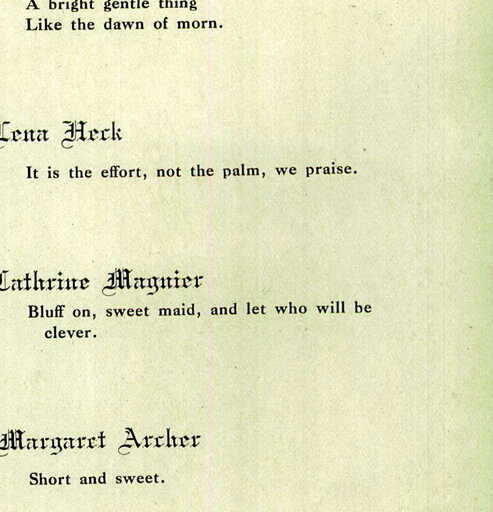 A bright gentle thing
Like the dawn of morn.
Lena Heck
It is the effort, not the palm, we praise.
Cathrine Magnier
Bluff on, sweet maid, and let who will be
clever.
Margaret Archer
Short and sweet.